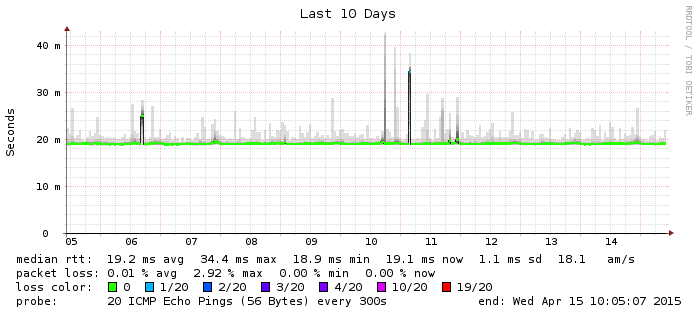 Last 10 Days
RRDTOOL / TOBI OETIKER
Seconds
40 m
30 m
20 m
10 m
0
05 06 07 08 09 10 11 12 13 14
median rtt: 19.2 ms avg 34.4 ms max 18.9 ms min 19.1 ms now 1.1 ms sd 18.1 am/s
packet loss: 0.01 % avg 2.92 % max 0.00 % min 0.00 % now
loss color: 0 1/20 2/20 3/20 4/20 10/20 19/20
probe: 20 ICMP Echo Pings (56 Bytes) every 300s end: Wed Apr 15 10:05:07 2015